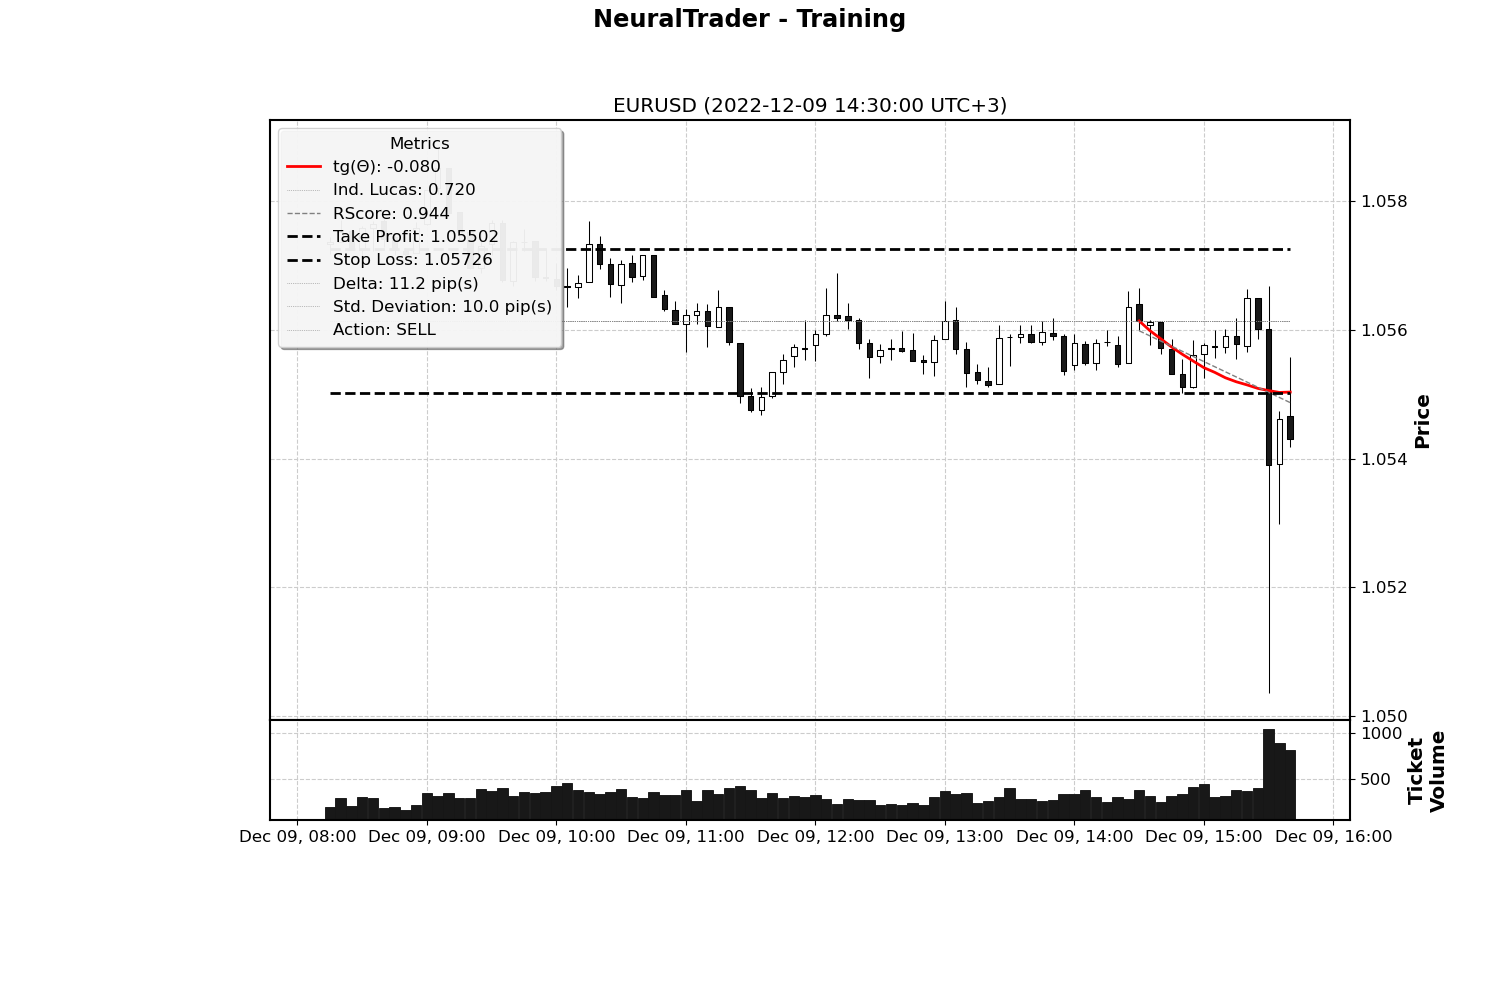 NeuralTrader - Training
EURUSD (2022-12-09 14:30:00 UTC+3)
Metrics
tg(Θ): -0.080
Ind. Lucas: 0.720
RScore: 0.944
Take Profit: 1.05502
Stop Loss: 1.05726
Delta: 11.2 pip(s)
Std. Deviation: 10.0 pip(s)
Action: SELL
1.058
1.056
1.054
1.052
1.050
Price
1000
500
Ticket
Volume
Dec 09, 08:00
Dec 09, 09:00
Dec 09, 10:00
Dec 09, 11:00
Dec 09, 12:00
Dec 09, 13:00
Dec 09, 14:00
Dec 09, 15:00
Dec 09, 16:00